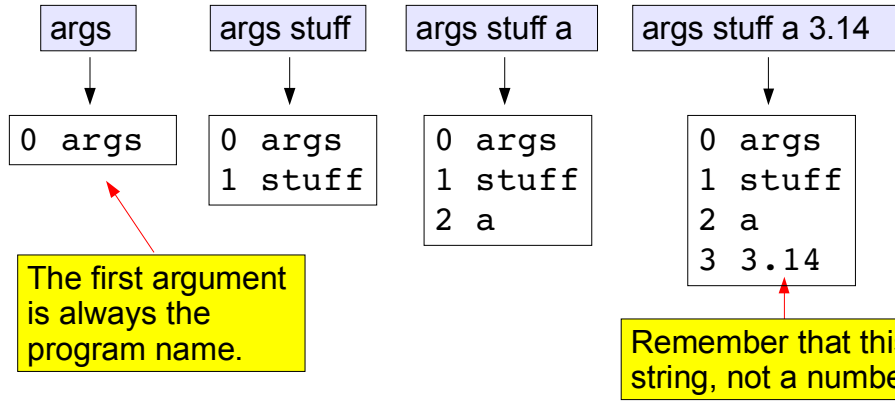 args
args stuff
args stuff a
args stuff a 3.14
0 args
0 args
1 stuff
0 args
1 stuff
2 a
0 args
1 stuff
2 a
3 3.14
The first argument
is always the
program name.
Remember that
string, not a